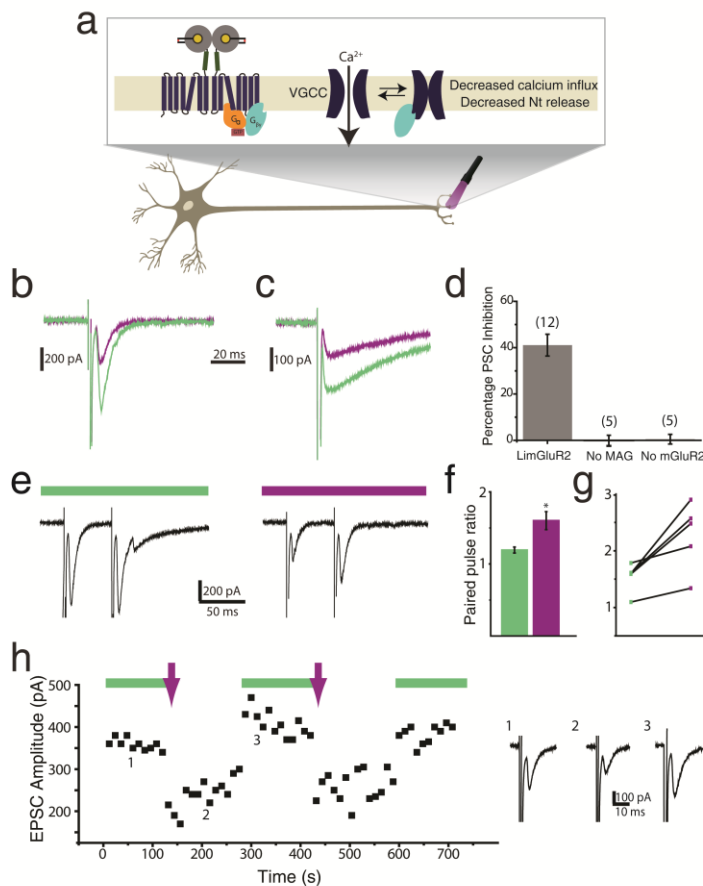 a
Ca²⁺
VGCC
Decreased calcium influx
Decreased Nt release
b
200 pA
20 ms
c
100 pA
d
Percentage PSC Inhibition
60
40
20
0
(12)
(5)
(5)
LimGluR2
No MAG
No mGluR2
e
200 pA
50 ms
f
Paired pulse ratio
2
1
*
g
3
2
1
h
EPSC Amplitude (pA)
500
400
300
200
1
2
3
0
100
200
300
400
500
600
700
Time (s)
1
2
3
100 pA
10 ms